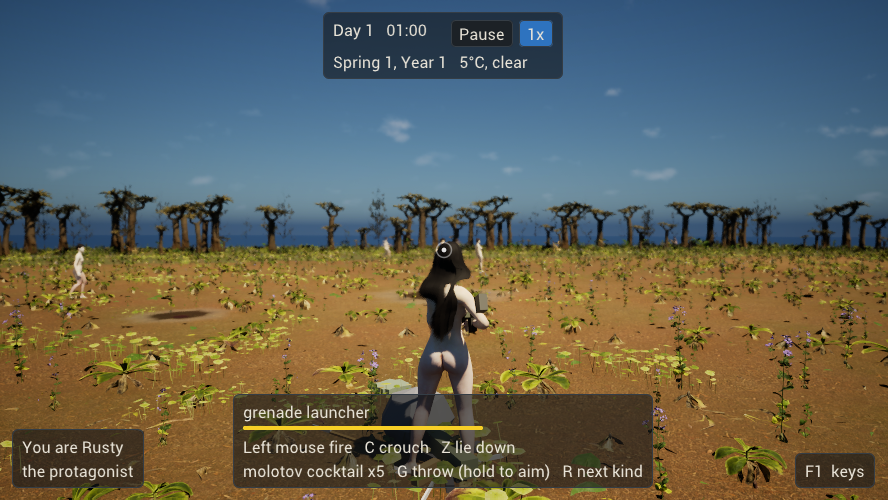 Day 1 01:00 Pause 1x
Spring 1, Year 1 5°C, clear
grenade launcher
Left mouse fire C crouch Z lie down
molotov cocktail x5 G throw (hold to aim) R next kind
You are Rusty
the protagonist
F1 keys